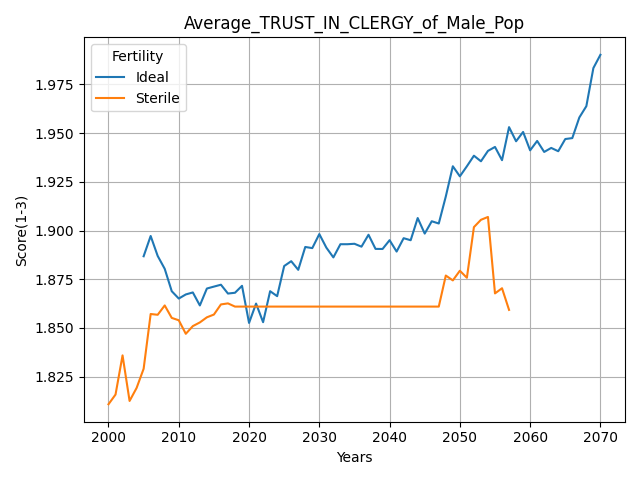 Average_TRUST_IN_CLERGY_of_Male_Pop
Fertility
Ideal
Sterile
1.975
1.950
1.925
1.900
1.875
1.850
1.825
Score(1-3)
2000 2010 2020 2030 2040 2050 2060 2070
Years